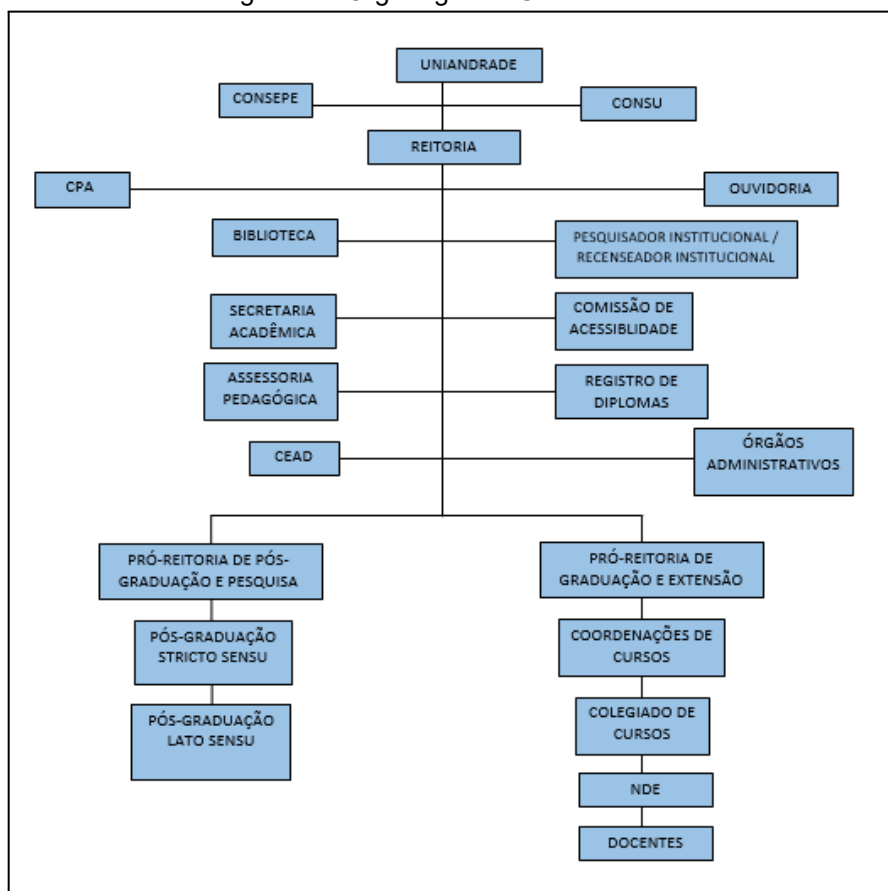 UNIANDRADE
CONSEPE
CONSU
REITORIA
CPA
OUVIDORIA
BIBLIOTECA
PESQUISADOR INSTITUCIONAL /
RECENSEADOR INSTITUCIONAL
SECRETARIA
ACADÊMICA
COMISSÃO DE
ACESSIBLIDADE
ASSESSORIA
PEDAGÓGICA
REGISTRO DE
DIPLOMAS
CEAD
ÓRGÃOS
ADMINISTRATIVOS
PRÓ-REITORIA DE PÓS-
GRADUAÇÃO E PESQUISA
PÓS-GRADUAÇÃO
STRICTO SENSU
PÓS-GRADUAÇÃO
LATO SENSU
PRÓ-REITORIA DE
GRADUAÇÃO E EXTENSÃO
COORDENAÇÕES DE
CURSOS
COLEGIADO DE
CURSOS
NDE
DOCENTES